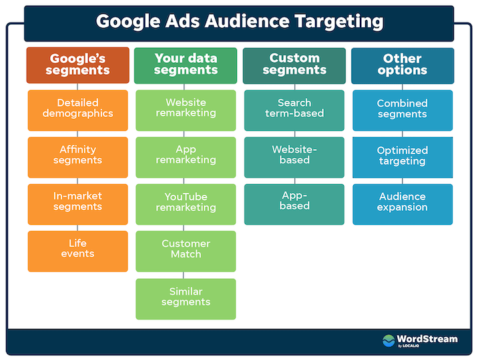 Google Ads Audience Targeting
Google's
segments
Detailed
demographics
Affinity
segments
In-market
segments
Life
events
Your data
segments
Website
remarketing
App
remarketing
YouTube
remarketing
Customer
Match
Similar
segments
Custom
segments
Search
term-based
Website-
based
App-
based
Other
options
Combined
segments
Optimized
targeting
Audience
expansion
WordStream
by LOCALiQ